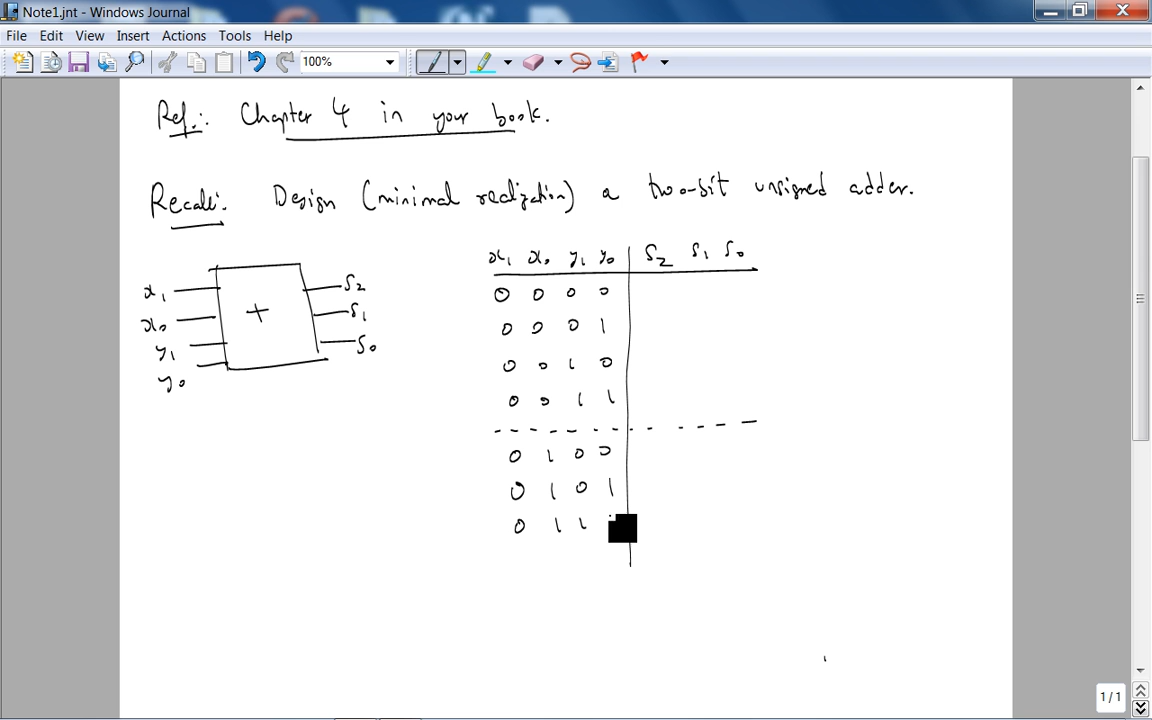 Note1.jnt - Windows Journal
File Edit View Insert Actions Tools Help
100%
Ref.: Chapter 4 in your book.
Recall: Design (minimal realization) a two-bit unsigned adder.
x₁ x₀ y₁ y₀ S₂ S₁ S₀
0 0 0 0
0 0 0 1
0 0 1 0
0 0 1 1
0 1 0 0
0 1 0 1
0 1 1
x₁
x₀
y₁
y₀
+
S₂
S₁
S₀
1 / 1